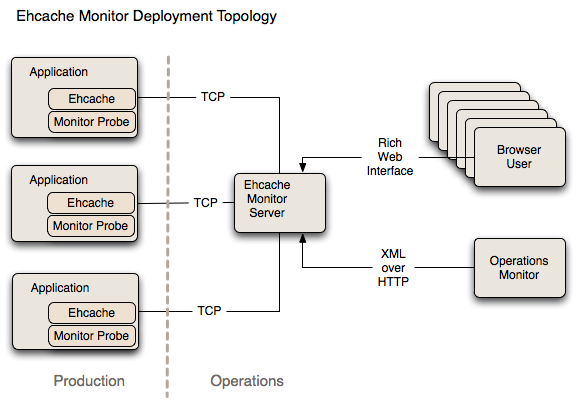 Ehcache Monitor Deployment Topology
Application
Ehcache
Monitor Probe
TCP
Application
Ehcache
Monitor Probe
TCP
Application
Ehcache
Monitor Probe
TCP
Ehcache
Monitor
Server
Rich
Web
Interface
Browser
User
XML
over
HTTP
Operations
Monitor
Production
Operations